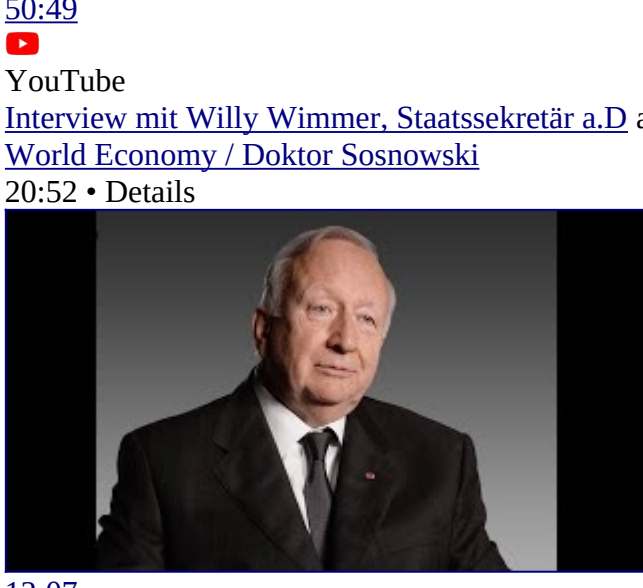 50:49
YouTube
Interview mit Willy Wimmer, Staatssekretär a.D a
World Economy / Doktor Sosnowski
20:52 • Details